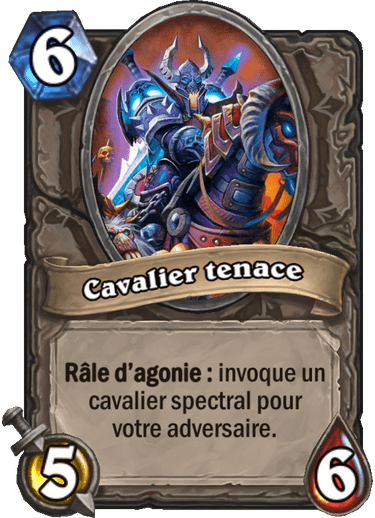 6
Cavalier tenace
Râle d’agonie : invoque un
cavalier spectral pour
votre adversaire.
5
6